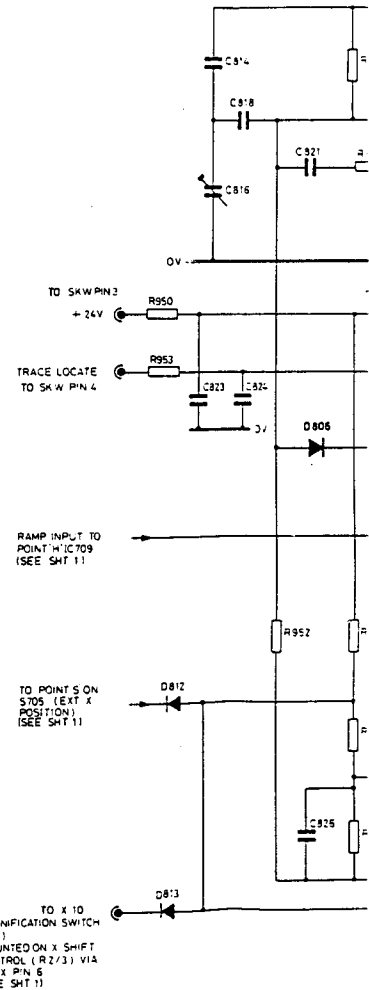 C814
C818
C821
C816
0V
TO SKW PIN 3
+ 24V
R950
R953
TRACE LOCATE
TO SKW PIN 4
C823
C824
0V
D806
RAMP INPUT TO
POINT 'H' IC709
(SEE SHT 1)
R952
TO POINT S ON
S705 (EXT X
POSITION)
(SEE SHT 1)
D812
C826
D813
TO X 10
NIFICATION SWITCH
)
UNTED ON X SHIFT
TROL (R2/3) VIA
X PIN 6
E SHT 1)